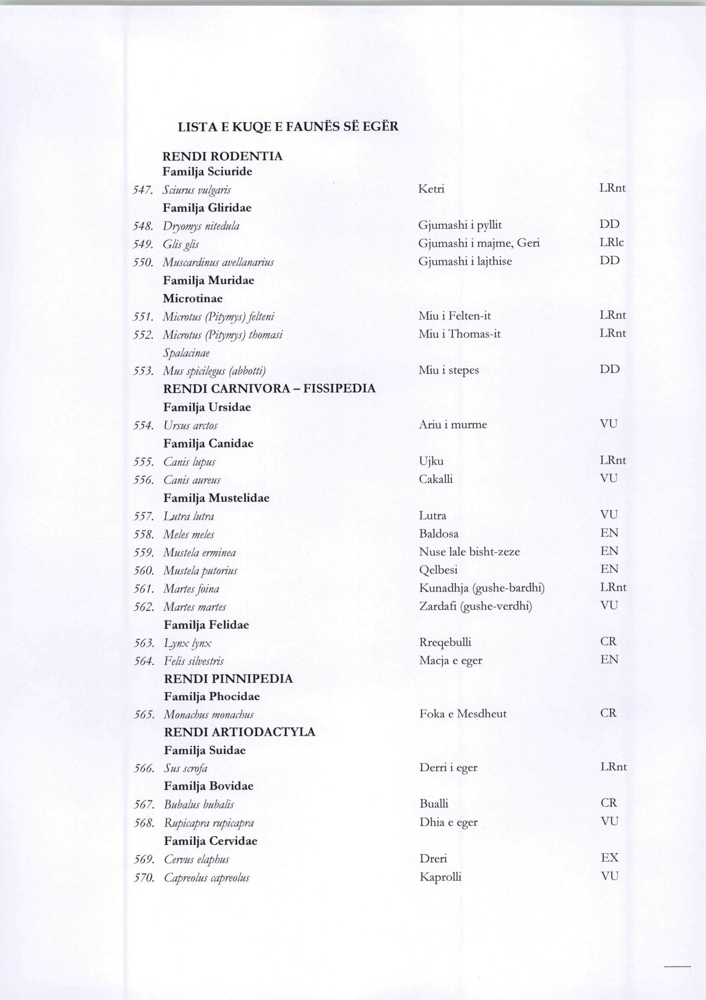 LISTA E KUQE E FAUNËS SË EGËR
RENDI RODENTIA
Familja Sciuride
547. Sciurus vulgaris Ketri LRnt
Familja Gliridae
548. Dryomys nitedula Gjumashi i pyllit DD
549. Glis glis Gjumashi i majme, Geri LRlc
550. Muscardinus avellanarius Gjumashi i lajthise DD
Familja Muridae
Microtinae
551. Microtus (Pitymys) felteni Miu i Felten-it LRnt
552. Microtus (Pitymys) thomasi Miu i Thomas-it LRnt
Spalacinae
553. Mus spicilegus (abbotti) Miu i stepes DD
RENDI CARNIVORA – FISSIPEDIA
Familja Ursidae
554. Ursus arctos Ariu i murme VU
Familja Canidae
555. Canis lupus Ujku LRnt
556. Canis aureus Cakalli VU
Familja Mustelidae
557. Lutra lutra Lutra VU
558. Meles meles Baldosa EN
559. Mustela erminea Nuse lale bisht-zeze EN
560. Mustela putorius Qelbesi EN
561. Martes foina Kunadhja (gushe-bardhi) LRnt
562. Martes martes Zardafi (gushe-verdhi) VU
Familja Felidae
563. Lynx lynx Rreqebulli CR
564. Felis silvestris Macja e eger EN
RENDI PINNIPEDIA
Familja Phocidae
565. Monachus monachus Foka e Mesdheut CR
RENDI ARTIODACTYLA
Familja Suidae
566. Sus scrofa Derri i eger LRnt
Familja Bovidae
567. Bubalus bubalis Bualli CR
568. Rupicapra rupicapra Dhia e eger VU
Familja Cervidae
569. Cervus elaphus Dreri EX
570. Capreolus capreolus Kaprolli VU